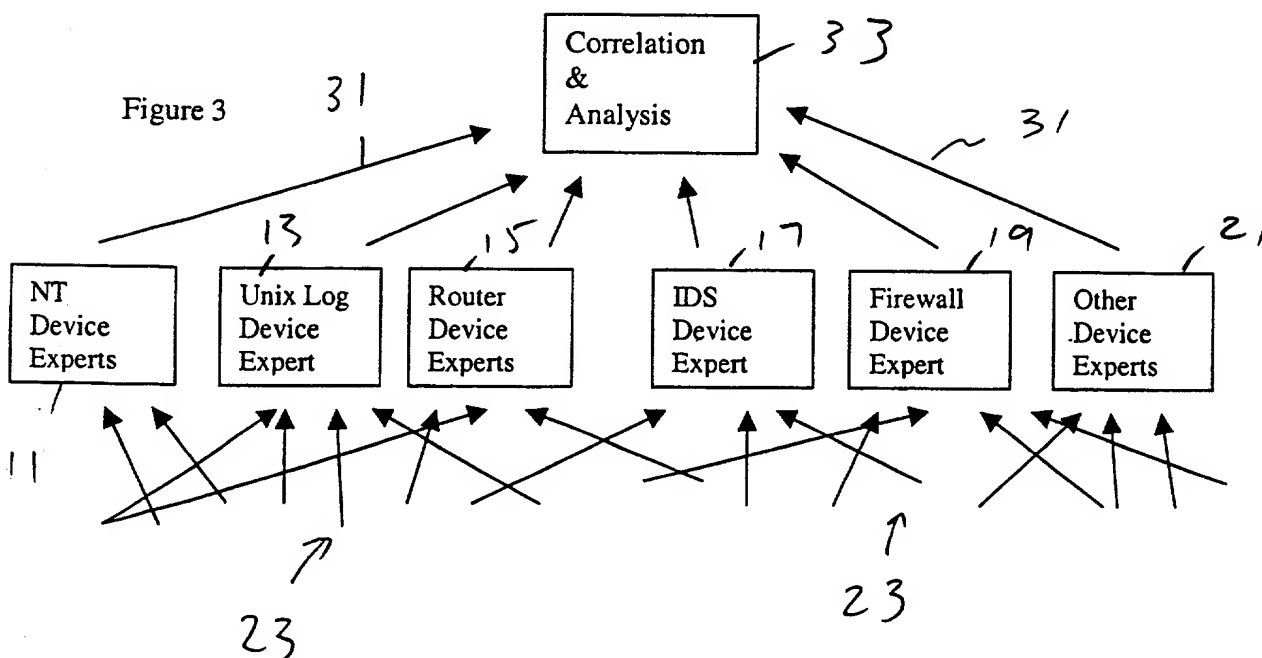 Correlation
&
Analysis
33
Figure 3
31
31
13
15
17
19
21
NT
Device
Experts
Unix Log
Device
Expert
Router
Device
Experts
IDS
Device
Expert
Firewall
Device
Expert
Other
Device
Experts
11
23
23